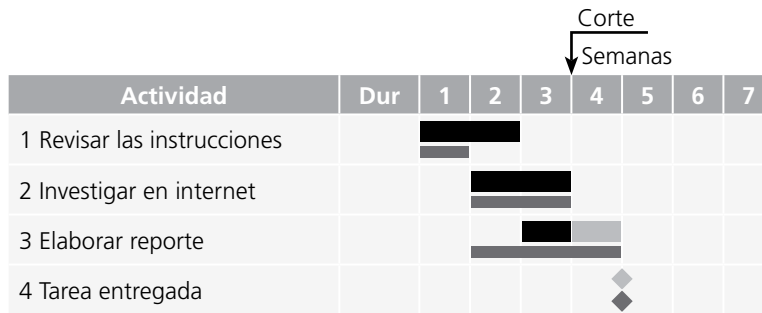 Corte
Semanas
Actividad Dur 1 2 3 4 5 6 7
1 Revisar las instrucciones
2 Investigar en internet
3 Elaborar reporte
4 Tarea entregada